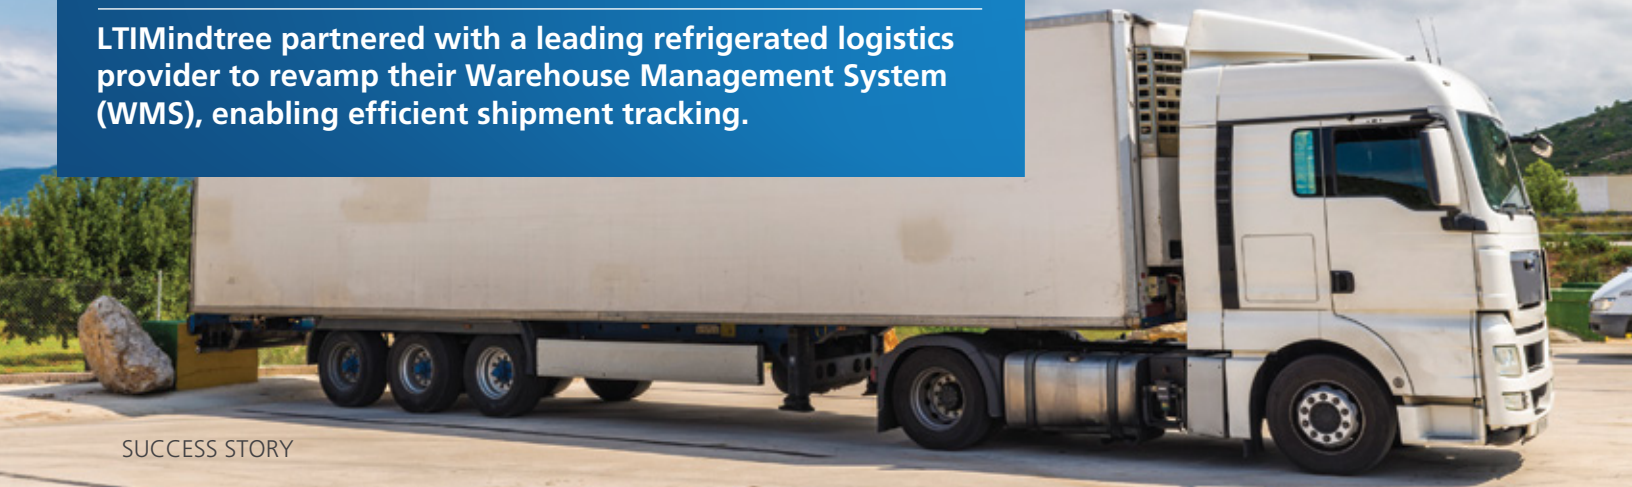 LTIMindtree partnered with a leading refrigerated logistics
provider to revamp their Warehouse Management System
(WMS), enabling efficient shipment tracking.
SUCCESS STORY